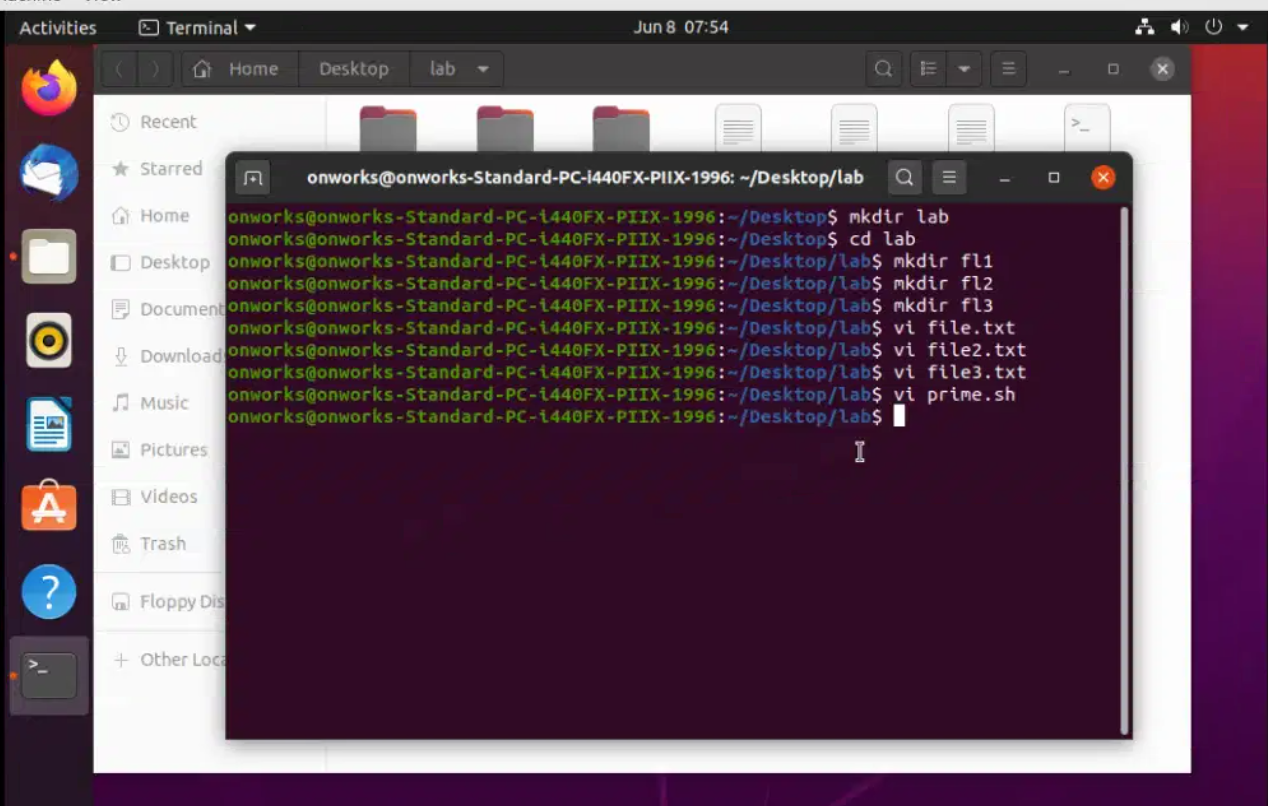 Activities
Terminal
Jun 8 07:54
Home
Desktop
lab
Recent
Starred
Home
Desktop
Document
Download
Music
Pictures
Videos
Trash
Floppy Dis
Other Loca
onworks@onworks-Standard-PC-i440FX-PIIX-1996: ~/Desktop/lab
onworks@onworks-Standard-PC-i440FX-PIIX-1996:~/Desktop$ mkdir lab
onworks@onworks-Standard-PC-i440FX-PIIX-1996:~/Desktop$ cd lab
onworks@onworks-Standard-PC-i440FX-PIIX-1996:~/Desktop/lab$ mkdir fl1
onworks@onworks-Standard-PC-i440FX-PIIX-1996:~/Desktop/lab$ mkdir fl2
onworks@onworks-Standard-PC-i440FX-PIIX-1996:~/Desktop/lab$ mkdir fl3
onworks@onworks-Standard-PC-i440FX-PIIX-1996:~/Desktop/lab$ vi file.txt
onworks@onworks-Standard-PC-i440FX-PIIX-1996:~/Desktop/lab$ vi file2.txt
onworks@onworks-Standard-PC-i440FX-PIIX-1996:~/Desktop/lab$ vi file3.txt
onworks@onworks-Standard-PC-i440FX-PIIX-1996:~/Desktop/lab$ vi prime.sh
onworks@onworks-Standard-PC-i440FX-PIIX-1996:~/Desktop/lab$